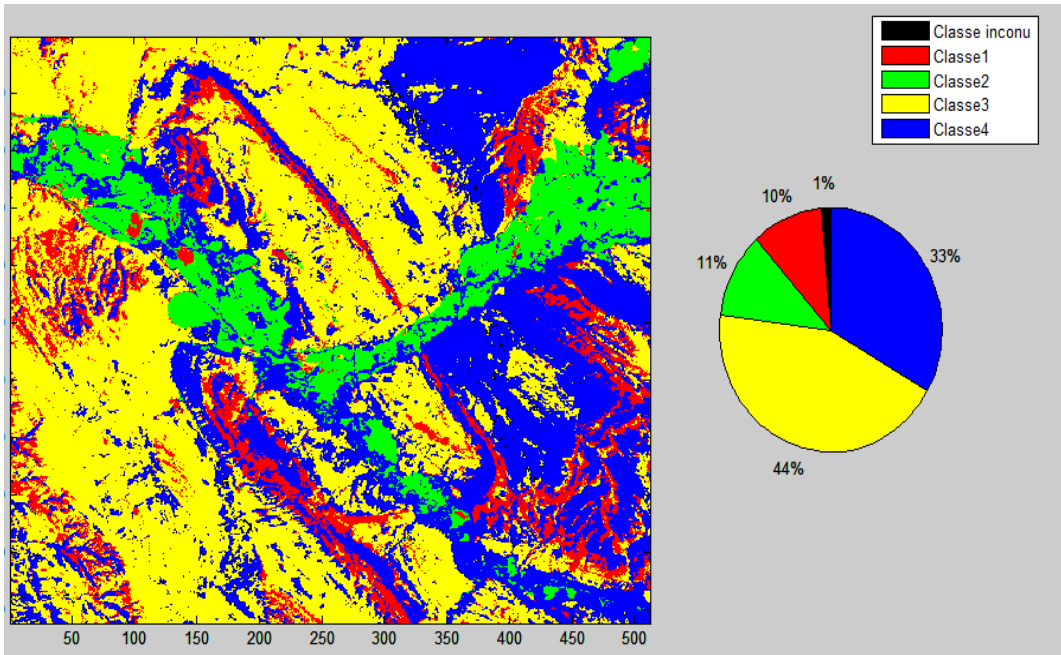 Classe inconu
Classe1
Classe2
Classe3
Classe4
1%
10%
33%
11%
44%
50 100 150 200 250 300 350 400 450 500